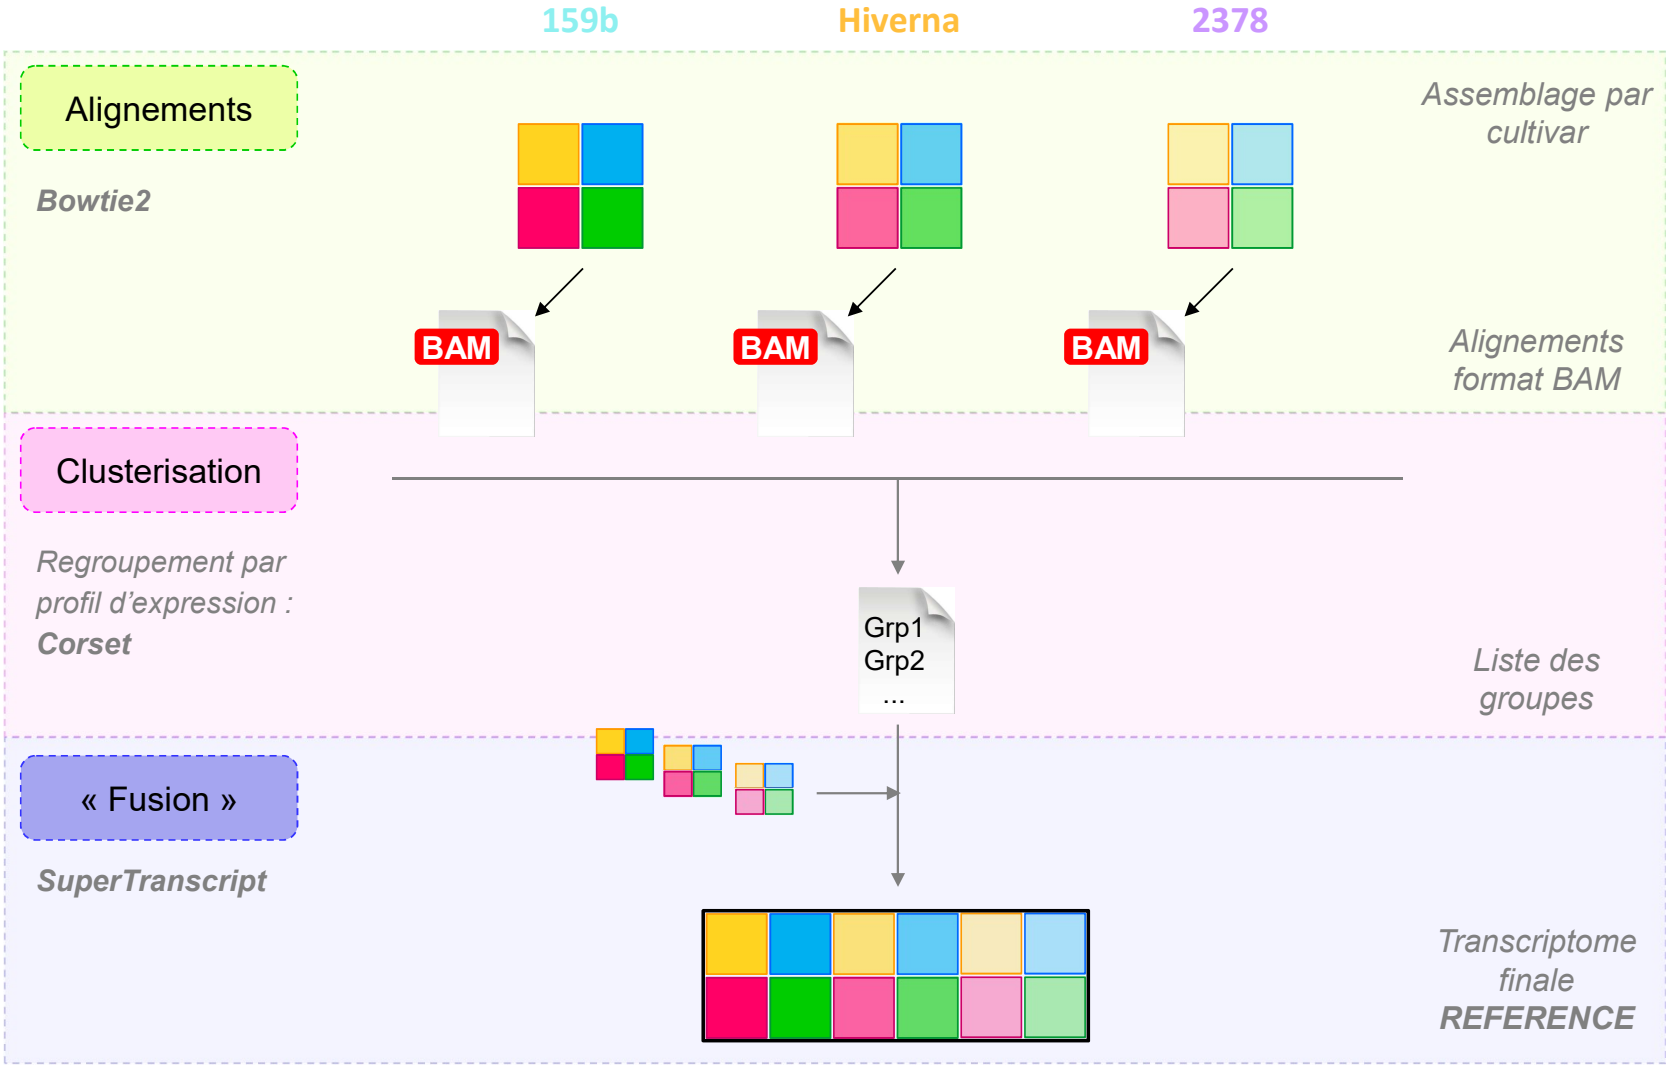 159b
Hiverna
2378
Alignements
Assemblage par
cultivar
Bowtie2
BAM
BAM
BAM
Alignements
format BAM
Clusterisation
Regroupement par
profil d'expression :
Corset
Grp1
Grp2
...
Liste des
groupes
« Fusion »
SuperTranscript
Transcriptome
finale
REFERENCE